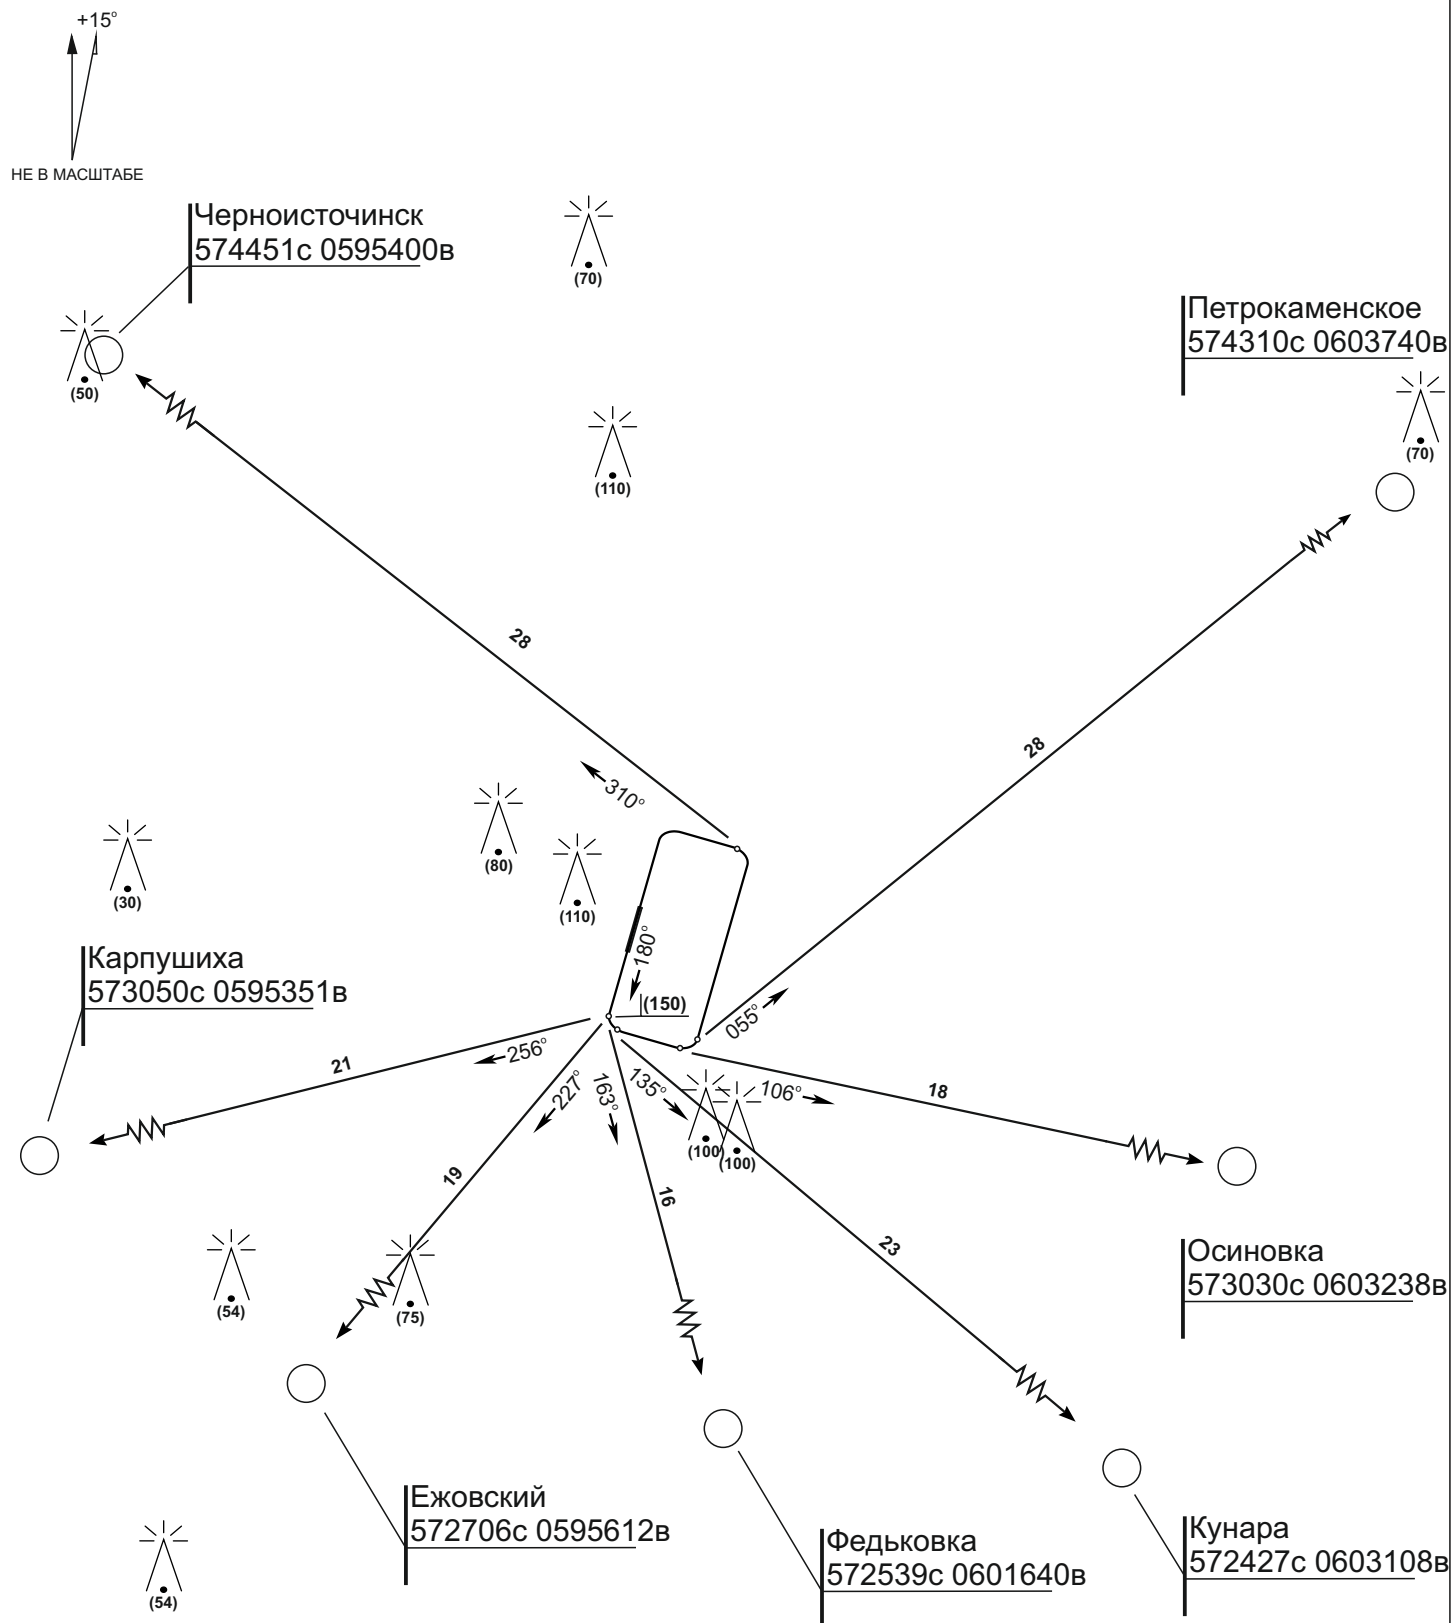 +15°
НЕ В МАСШТАБЕ
Черноисточинск
574451с 0595400в
(70)
Петрокаменское
574310с 0603740в
(50)
(70)
(110)
28
28
310°
(80)
(30)
(110)
180°
Карпушиха
573050с 0595351в
(150)
055°
21
256°
227°
163°
135°
106°
18
(100)
(100)
19
16
23
Осиновка
573030с 0603238в
(54)
(75)
Ежовский
572706с 0595612в
Федьковка
572539с 0601640в
Кунара
572427с 0603108в
(54)